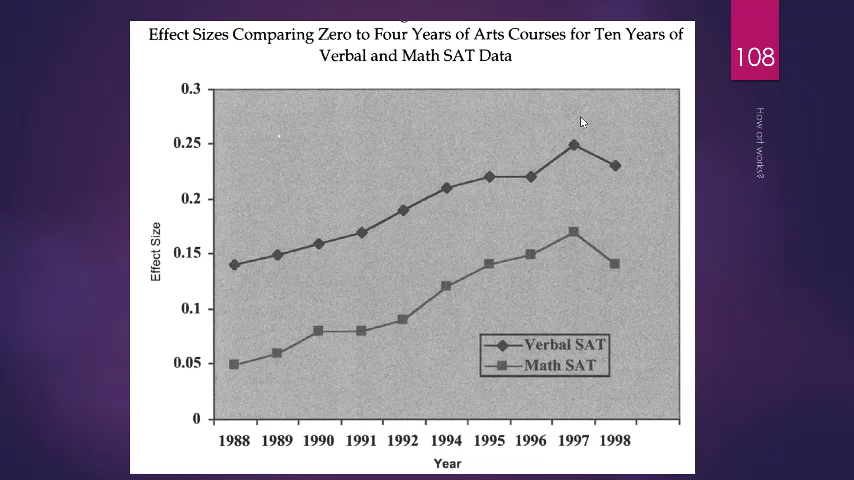 Effect Sizes Comparing Zero to Four Years of Arts Courses for Ten Years of
Verbal and Math SAT Data
108
How art works?
0.3
0.25
0.2
0.15
0.1
0.05
0
Effect Size
Verbal SAT
Math SAT
1988 1989 1990 1991 1992 1994 1995 1996 1997 1998
Year